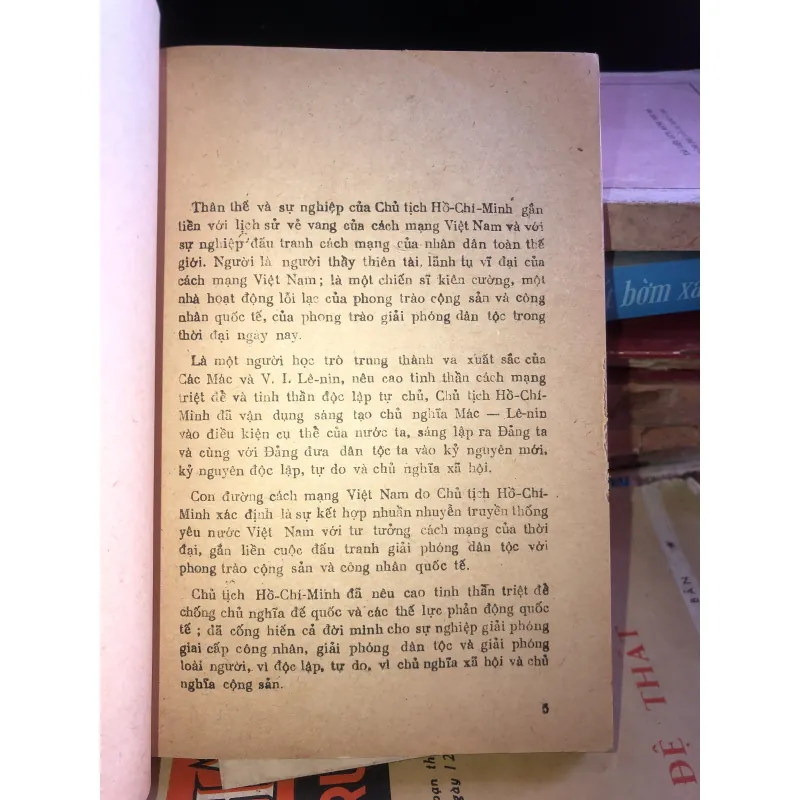 Thân thế và sự nghiệp của Chủ tịch Hồ-Chí-Minh gắn
liền với lịch sử vẻ vang của cách mạng Việt Nam và với
sự nghiệp đấu tranh cách mạng của nhân dân toàn thế
giới. Người là người thầy thiên tài, lãnh tụ vĩ đại của
cách mạng Việt Nam; là một chiến sĩ kiên cường, một
nhà hoạt động lỗi lạc của phong trào cộng sản và công
nhân quốc tế, của phong trào giải phóng dân tộc trong
thời đại ngày nay.
Là một người học trò trung thành và xuất sắc của
Các Mác và V. I. Lê-nin, nêu cao tinh thần cách mạng
triệt để và tinh thần độc lập tự chủ, Chủ tịch Hồ-Chí-
Minh đã vận dụng sáng tạo chủ nghĩa Mác — Lê-nin
vào điều kiện cụ thể của nước ta, sáng lập ra Đảng ta
và cùng với Đảng đưa dân tộc ta vào kỷ nguyên mới,
kỷ nguyên độc lập, tự do và chủ nghĩa xã hội.
Con đường cách mạng Việt Nam do Chủ tịch Hồ-Chí-
Minh xác định là sự kết hợp nhuần nhuyễn truyền thống
yêu nước Việt Nam với tư tưởng cách mạng của thời
đại, gắn liền cuộc đấu tranh giải phóng dân tộc với
phong trào cộng sản và công nhân quốc tế.
Chủ tịch Hồ-Chí-Minh đã nêu cao tinh thần triệt để
chống chủ nghĩa đế quốc và các thế lực phản động quốc
tế ; đã cống hiến cả đời mình cho sự nghiệp giải phóng
giai cấp công nhân, giải phóng dân tộc và giải phóng
loài người, vì độc lập, tự do, vì chủ nghĩa xã hội và chủ
nghĩa cộng sản.
5
bờm xa
BẢN
ĐỆ THẤT
oạn th
gày 12
RU